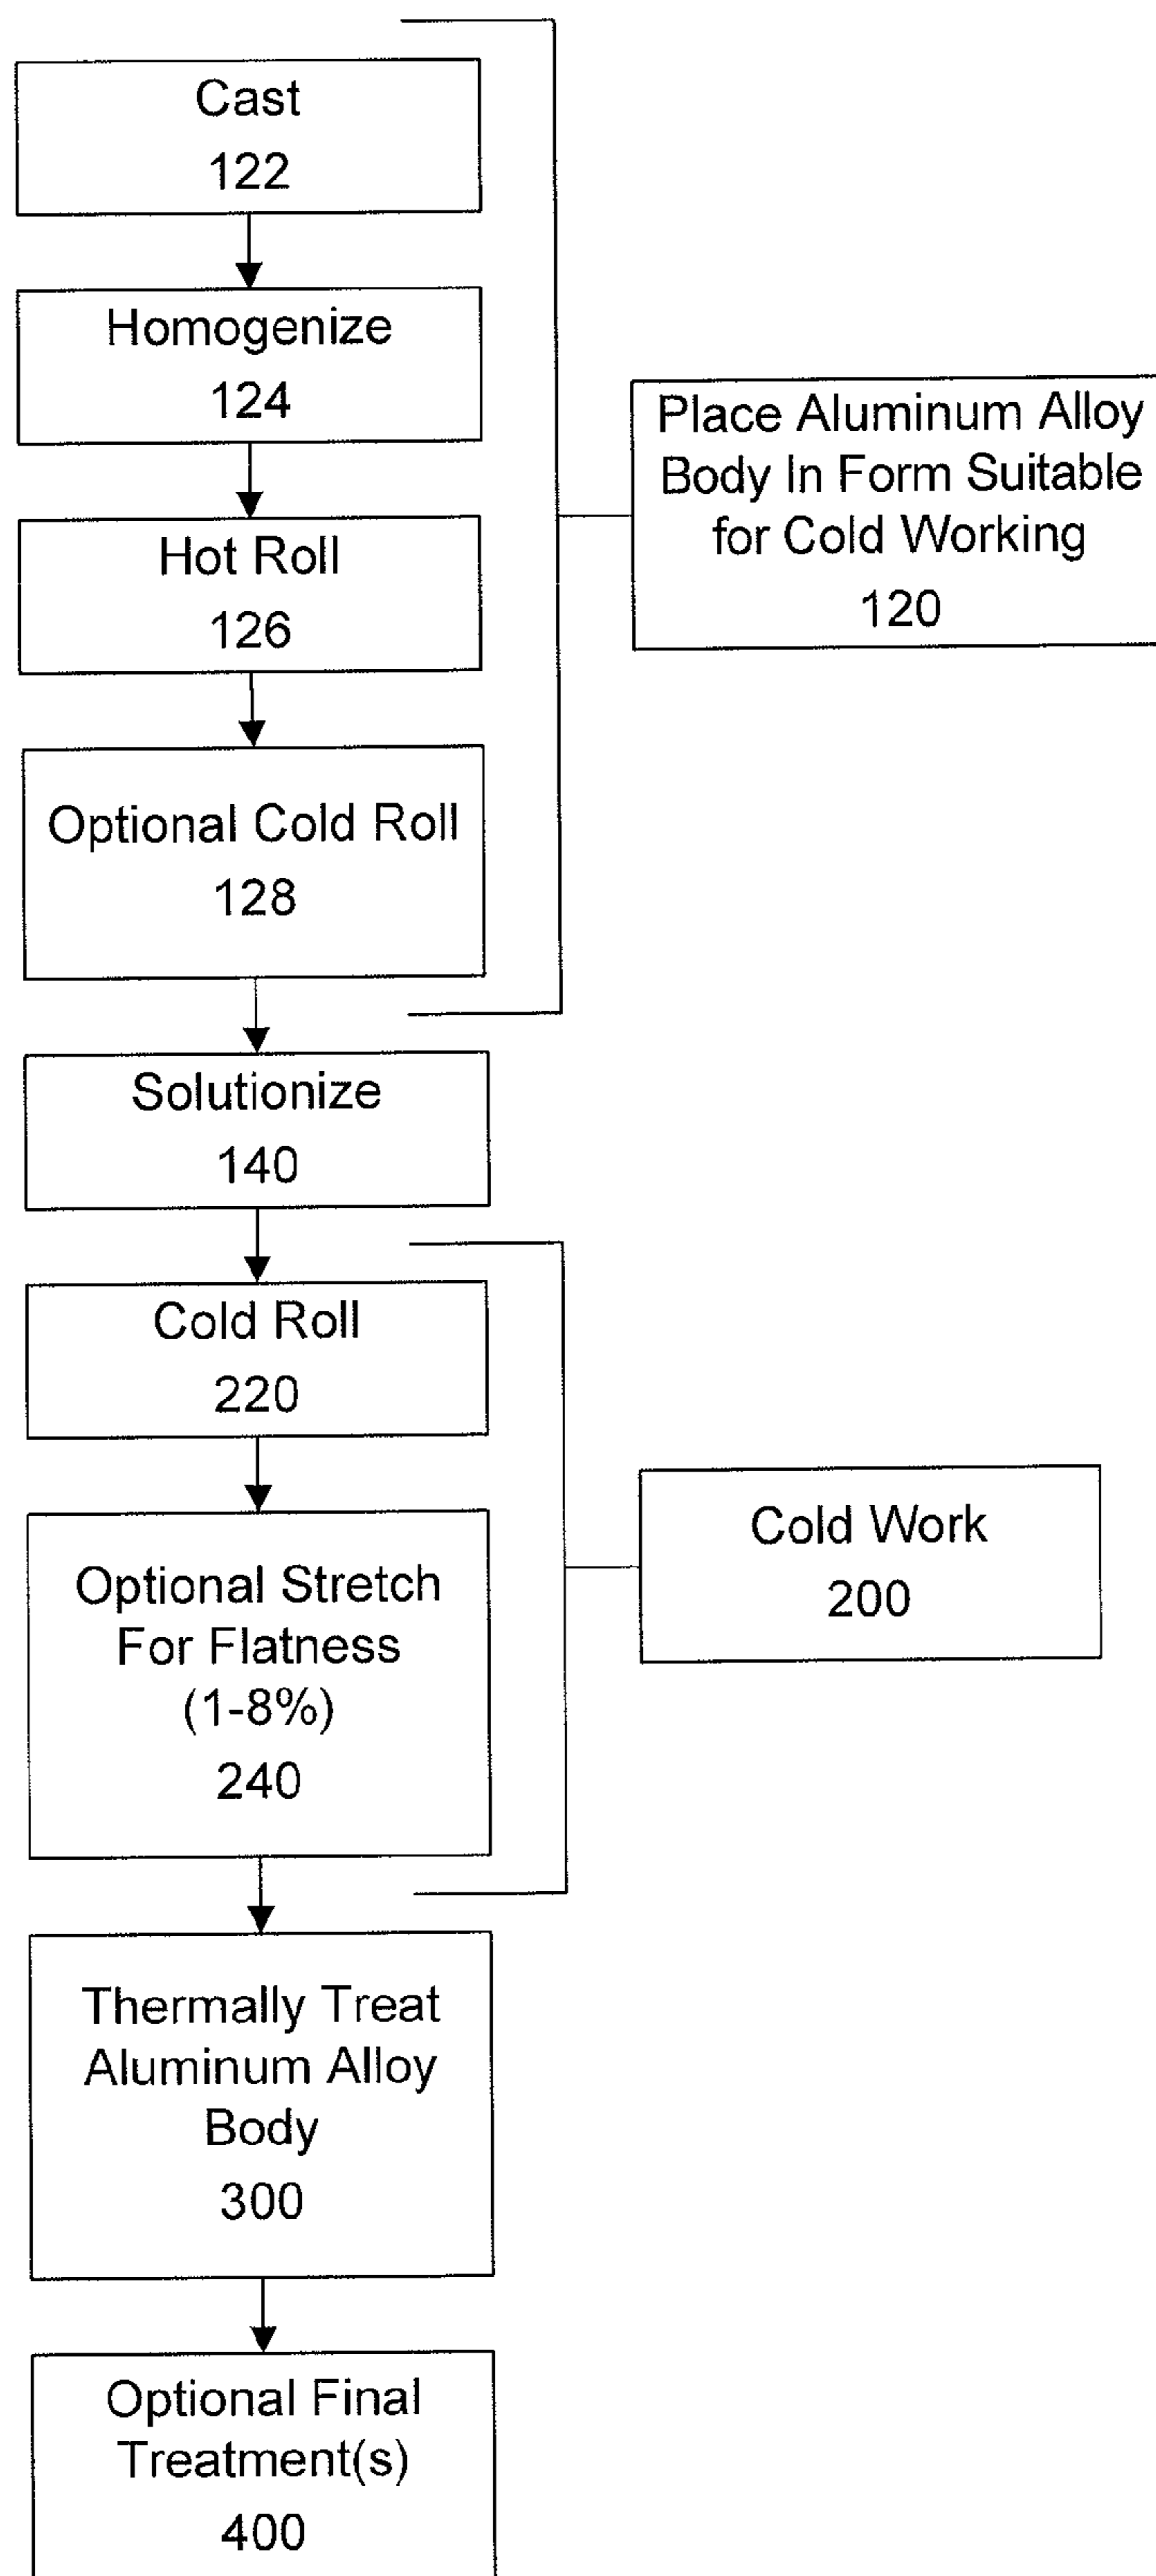 Cast
122
Homogenize
124
Hot Roll
126
Optional Cold Roll
128
Place Aluminum Alloy
Body In Form Suitable
for Cold Working
120
Solutionize
140
Cold Roll
220
Optional Stretch
For Flatness
(1-8%)
240
Cold Work
200
Thermally Treat
Aluminum Alloy
Body
300
Optional Final
Treatment(s)
400